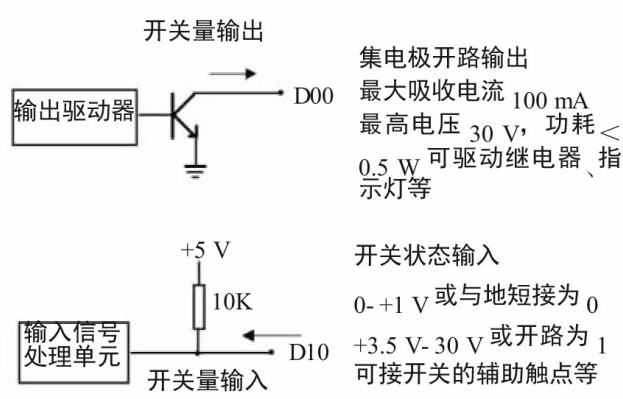 开关量输出
输出驱动器
D00
集电极开路输出
最大吸收电流 100 mA
最高电压 30 V，功耗<
0.5 W 可驱动继电器、指
示灯等
+5 V
10K
输入信号
处理单元
D10
开关量输入
开关状态输入
0- +1 V 或与地短接为 0
+3.5 V- 30 V 或开路为 1
可接开关的辅助触点等